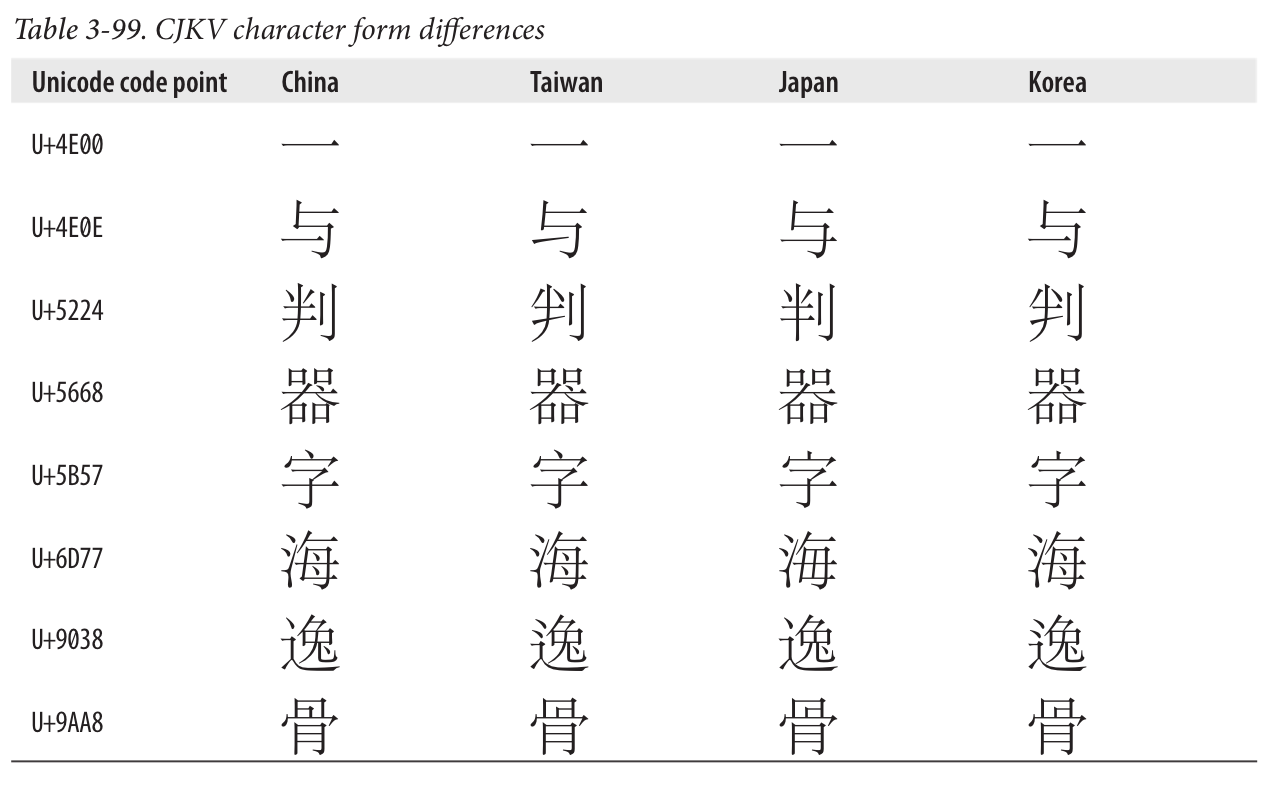 Table 3-99. CJKV character form differences
Unicode code point China Taiwan Japan Korea
U+4E00 一 一 一 一
U+4E0E 与 与 与 与
U+5224 判 判 判 判
U+5668 器 器 器 器
U+5B57 字 字 字 字
U+6D77 海 海 海 海
U+9038 逸 逸 逸 逸
U+9AA8 骨 骨 骨 骨